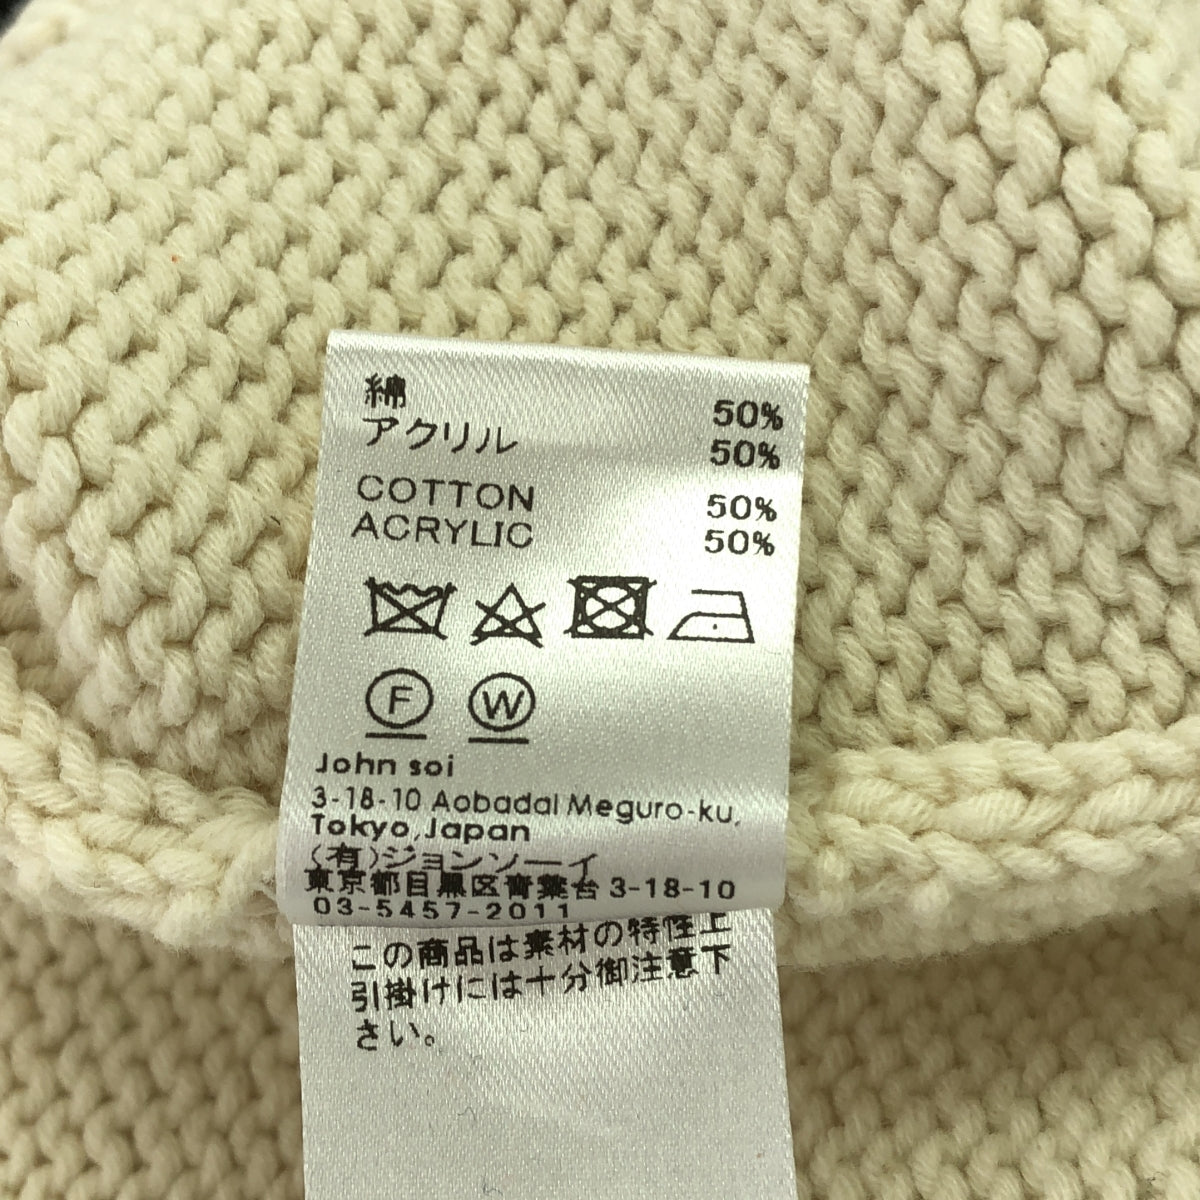 綿 50%
アクリル 50%
COTTON 50%
ACRYLIC 50%
F W
John soi
3-18-10 Aobadai Meguro-ku,
Tokyo,Japan
(有)ジョンソーイ
東京都目黒区青葉台3-18-10
03-5457-2011
この商品は素材の特性上
引掛けには十分御注意下
さい。